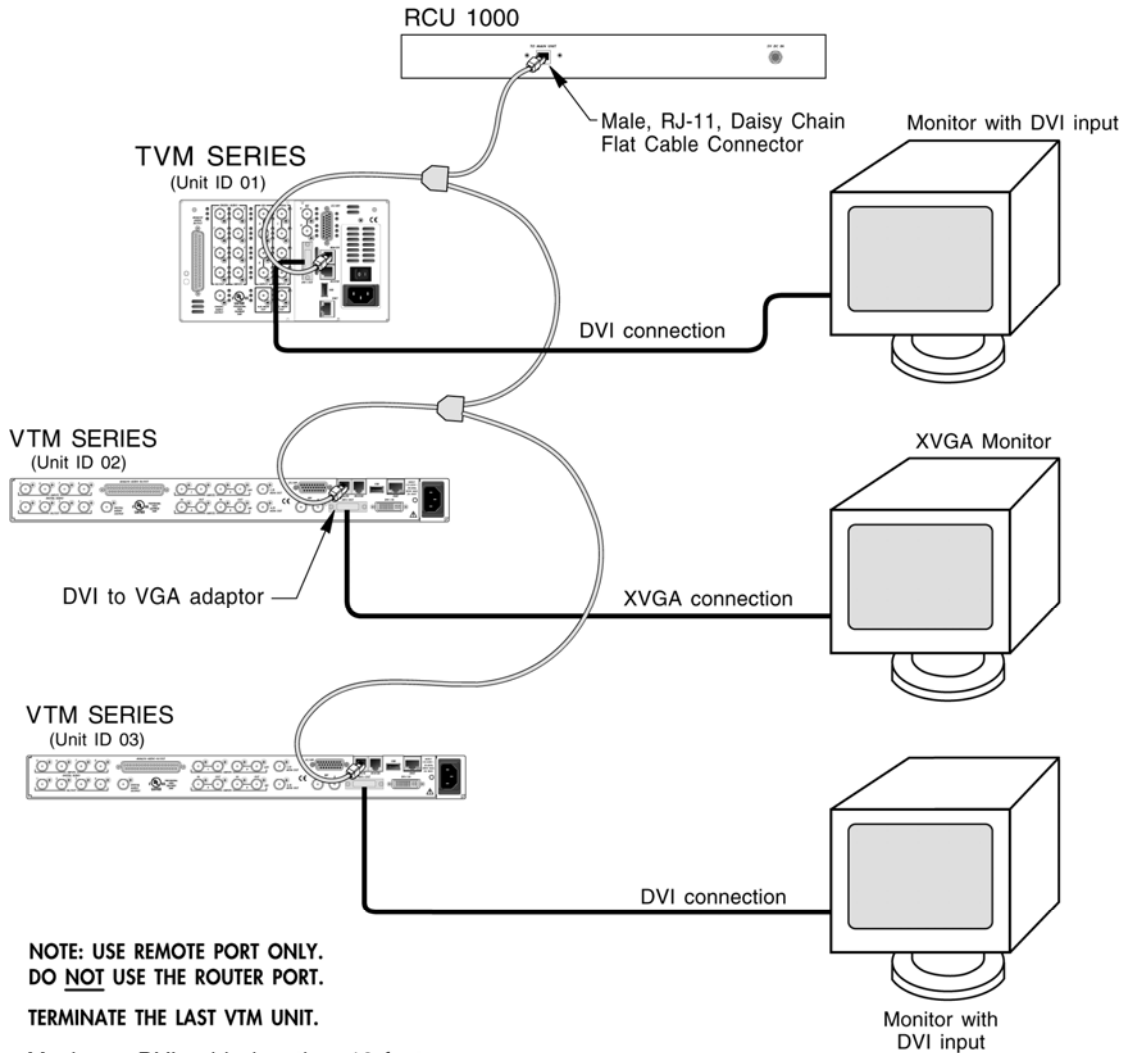 RCU 1000
TO MAIN UNIT
Male, RJ-11, Daisy Chain
Flat Cable Connector
Monitor with DVI input
TVM SERIES
(Unit ID 01)
DVI connection
VTM SERIES
(Unit ID 02)
XVGA Monitor
DVI to VGA adaptor
XVGA connection
VTM SERIES
(Unit ID 03)
DVI connection
NOTE: USE REMOTE PORT ONLY.
DO NOT USE THE ROUTER PORT.
TERMINATE THE LAST VTM UNIT.
Monitor with
DVI input